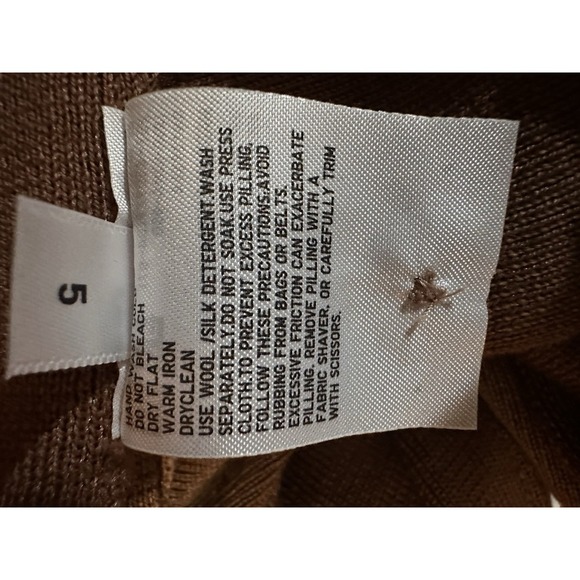 HAND WASH COLD
DO NOT BLEACH
DRY FLAT
WARM IRON
DRYCLEAN
USE WOOL /SILK DETERGENT.WASH
SEPARATELY.DO NOT SOAK.USE PRESS
CLOTH.TO PREVENT EXCESS PILLING,
FOLLOW THESE PRECAUTIONS:AVOID
RUBBING FROM BAGS OR BELTS.
EXCESSIVE FRICTION CAN EXACERBATE
PILLING. REMOVE PILLING WITH A
FABRIC SHAVER, OR CAREFULLY TRIM
WITH SCISSORS.
5